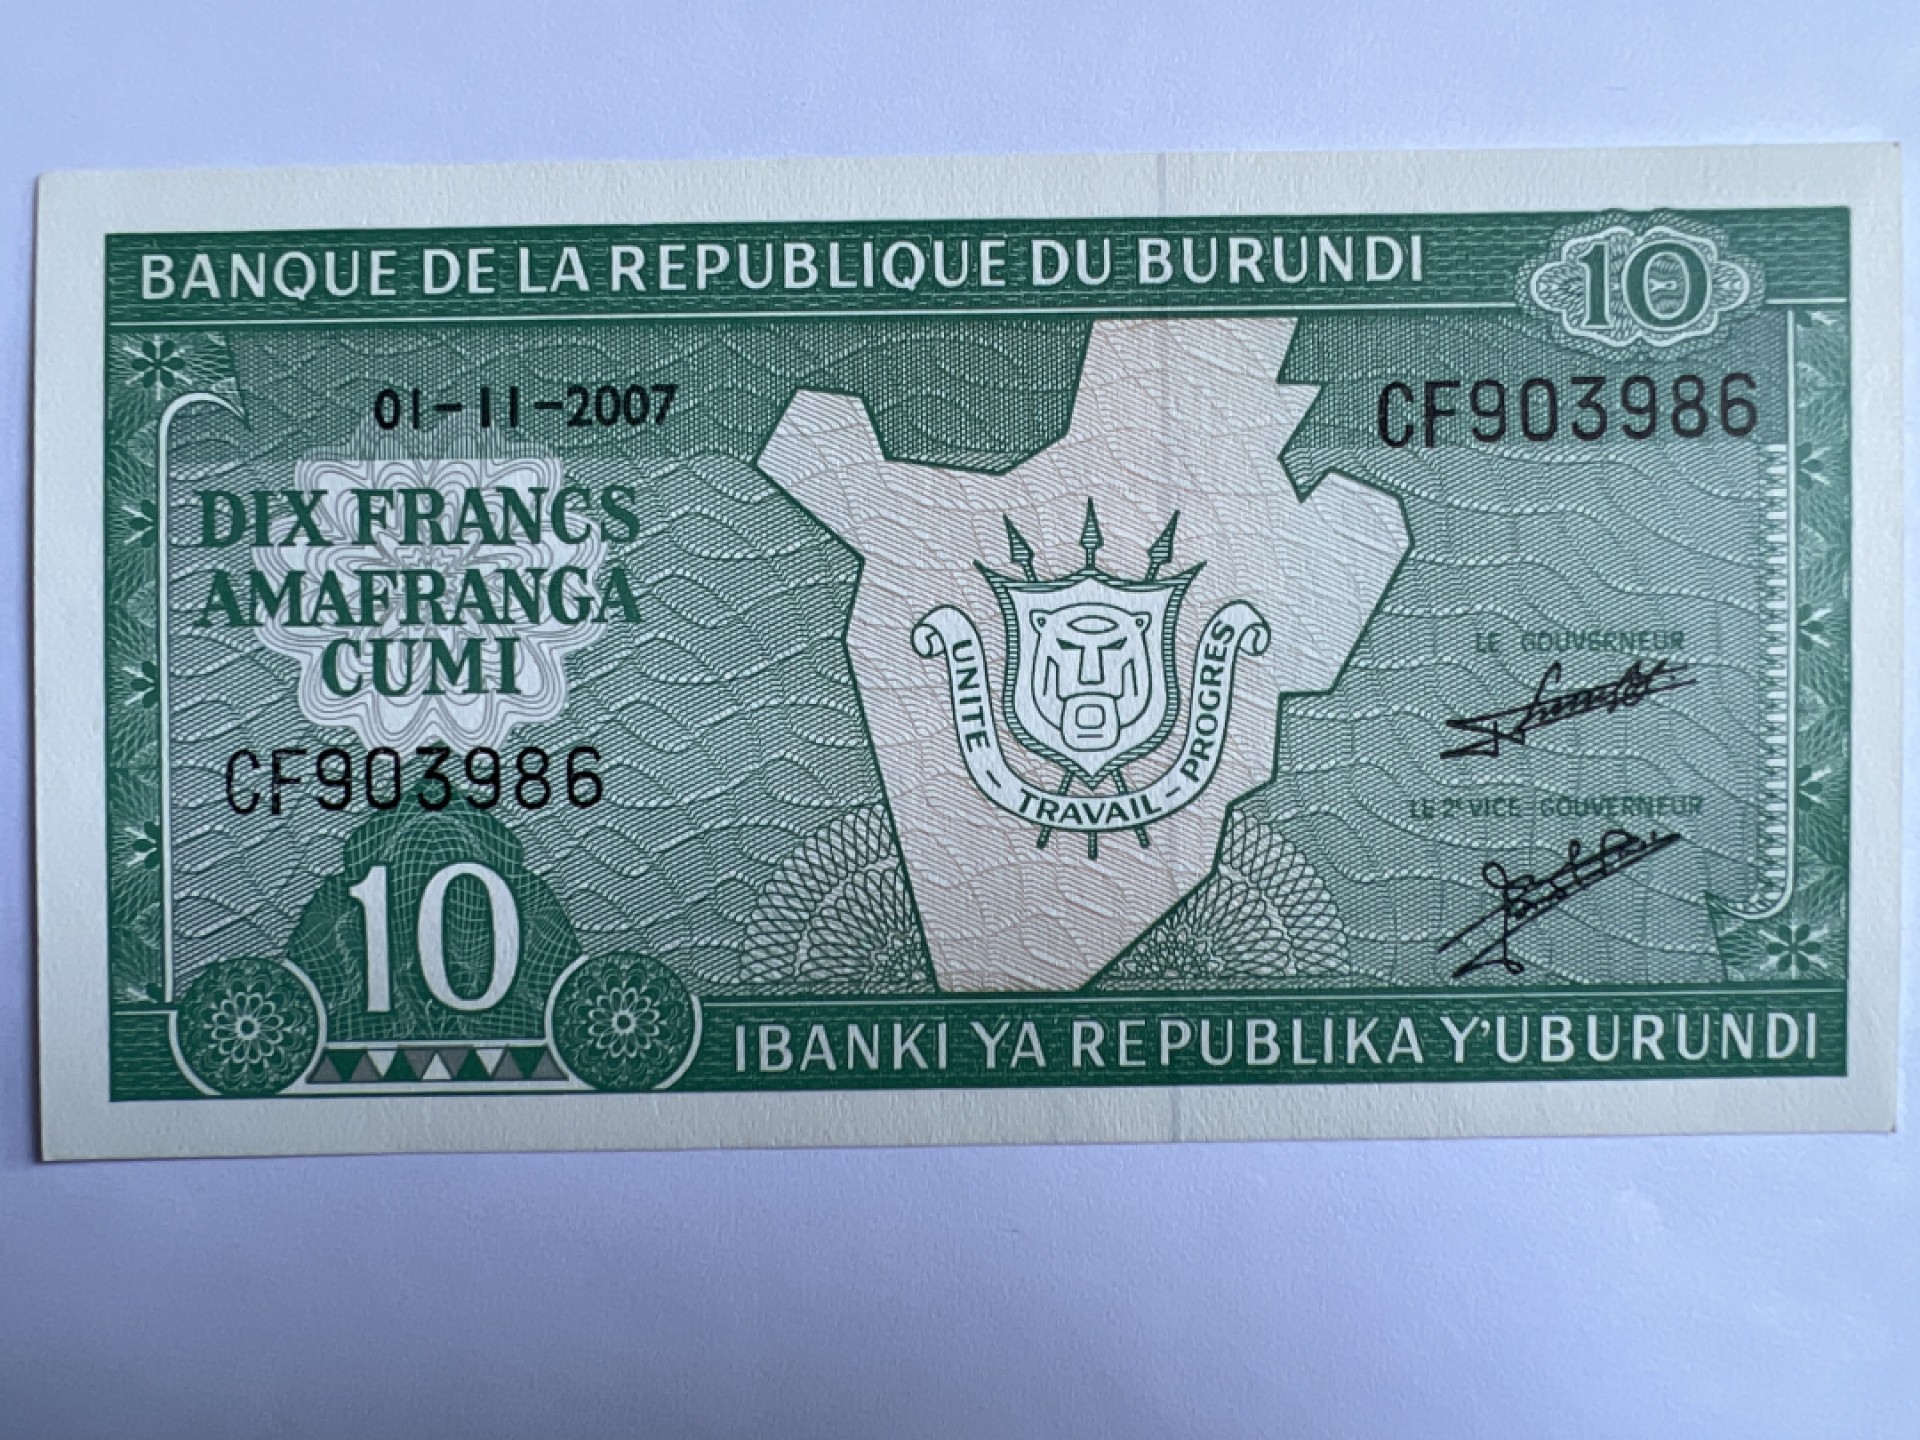 BANQUE DE LA REPUBLIQUE DU BURUNDI
10
01-11-2007
CF903986
DIX FRANCS
AMAFRANGA
CUMI
UNITE - TRAVAIL - PROGRES
LE GOUVERNEUR
CF903986
LE 2e VICE-GOUVERNEUR
10
IBANKI YA REPUBLIKA Y'UBURUNDI